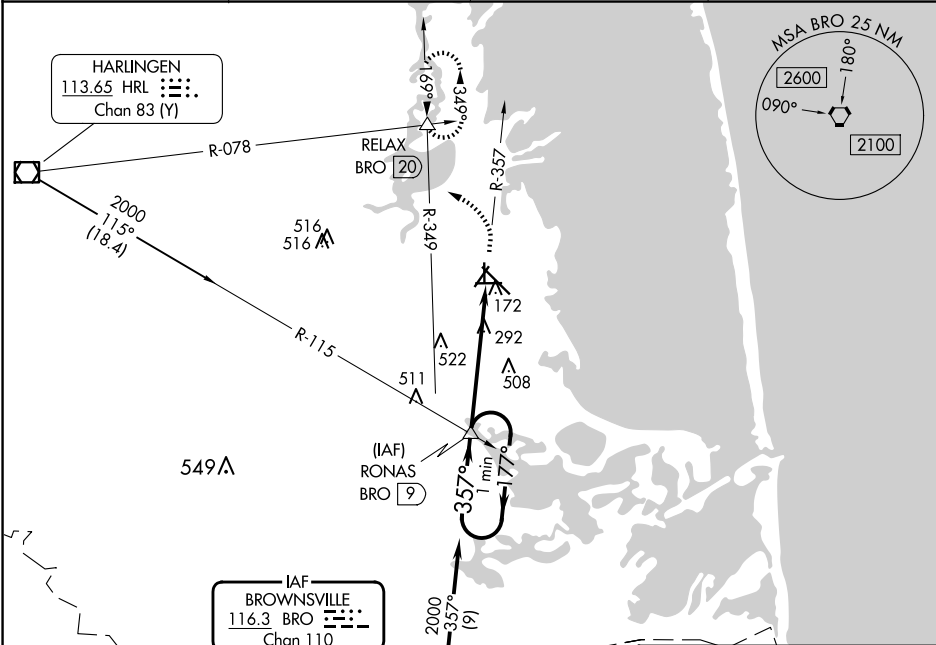 HARLINGEN
113.65 HRL
Chan 83 (Y)
MSA BRO 25 NM
180°
2600
090°
2100
169°
349°
R-078
RELAX
BRO 20
R-357
2000
115°
(18.4)
516
516
R-349
172
292
R-115
522
508
511
(IAF)
RONAS
BRO 9
549
357°
1 min
177°
IAF
BROWNSVILLE
116.3 BRO
Chan 110
2000
357°
(9)